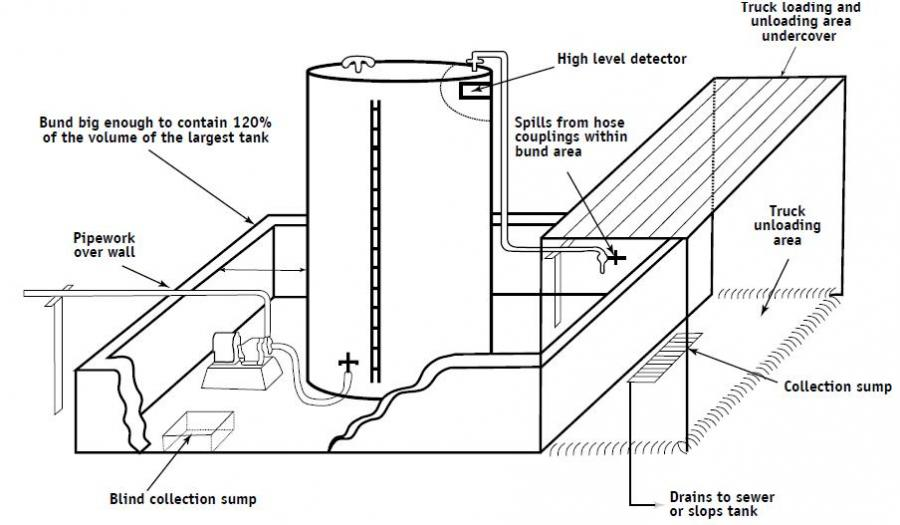 Truck loading and
unloading area
undercover
High level detector
Bund big enough to contain 120%
of the volume of the largest tank
Spills from hose
couplings within
bund area
Truck
unloading
area
Pipework
over wall
Collection sump
Blind collection sump
Drains to sewer
or slops tank